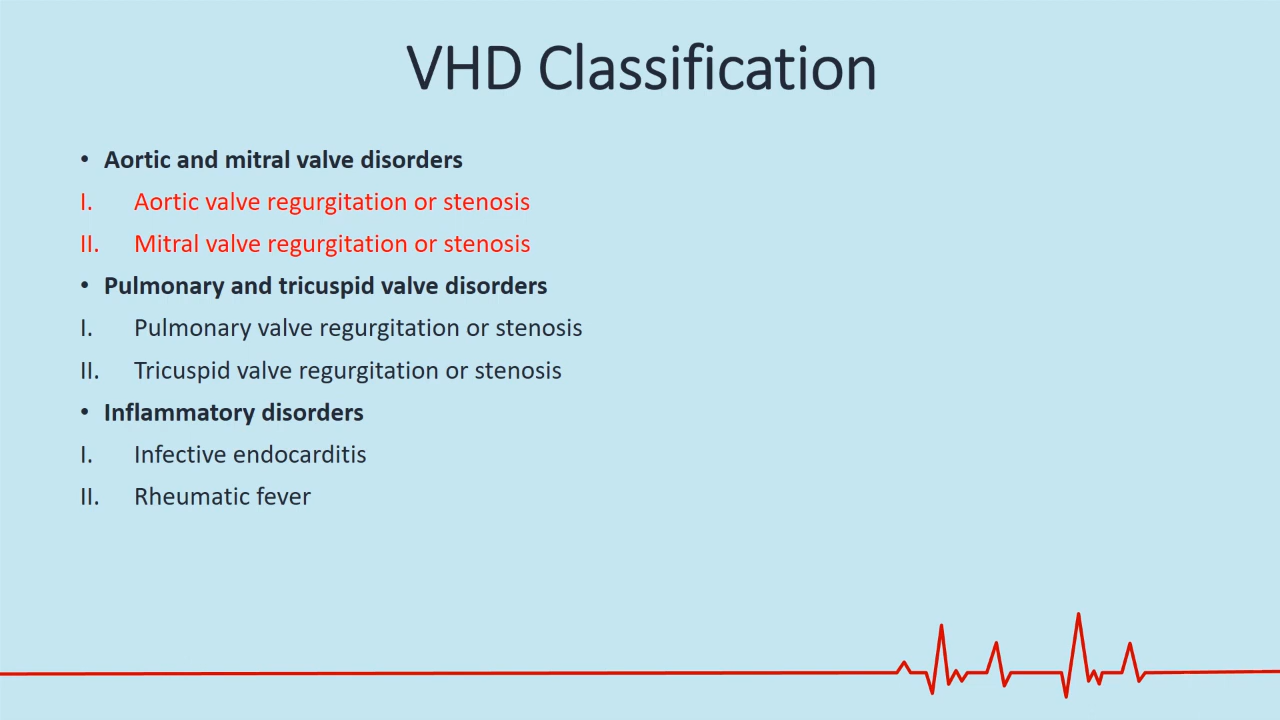 VHD Classification
• Aortic and mitral valve disorders
I. Aortic valve regurgitation or stenosis
II. Mitral valve regurgitation or stenosis
• Pulmonary and tricuspid valve disorders
I. Pulmonary valve regurgitation or stenosis
II. Tricuspid valve regurgitation or stenosis
• Inflammatory disorders
I. Infective endocarditis
II. Rheumatic fever